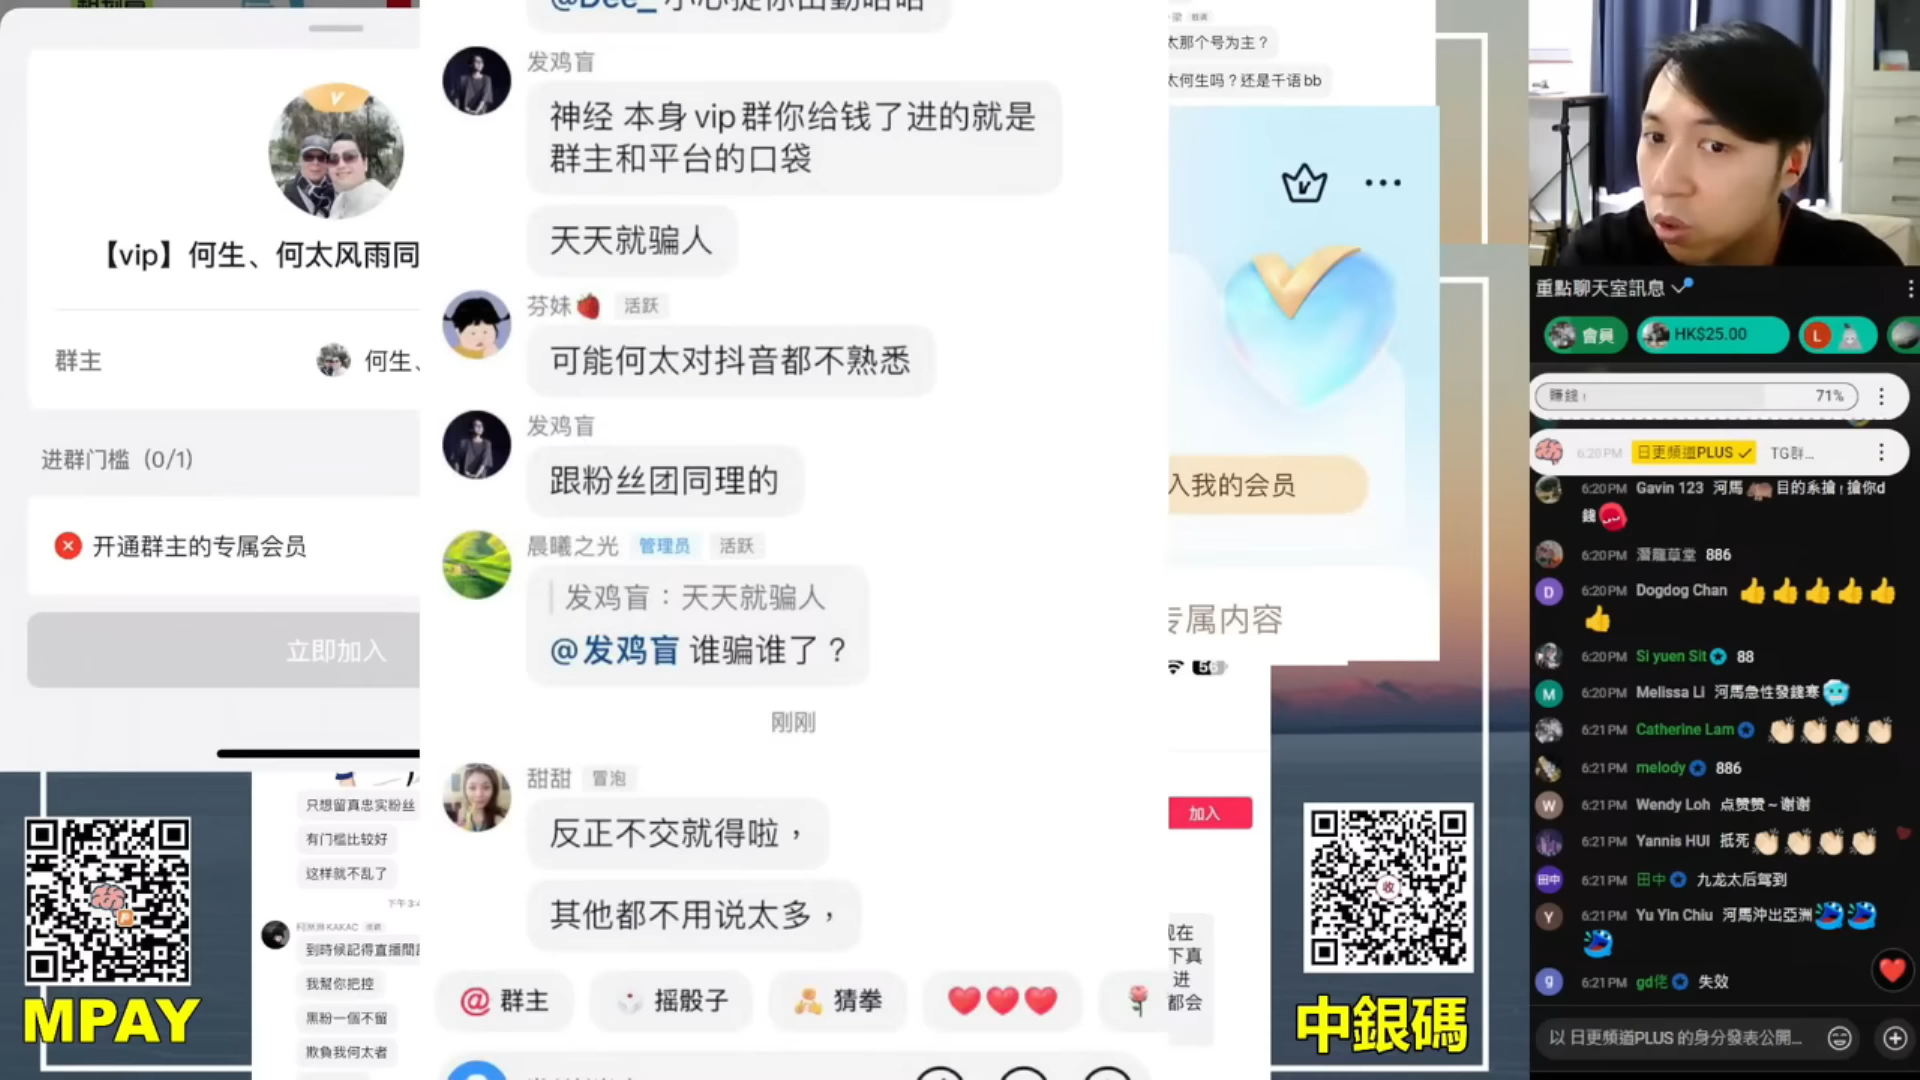 【vip】何生、何太风雨同
群主
何生、
进群门槛（0/1）
开通群主的专属会员
立即加入
MPAY
只想留真忠实粉丝
有门槛比较好
这样就不乱了
到時候記得直播間
我幫你把控
黑粉一個不留
欺負我何太者
发鸡盲
神经 本身vip群你给钱了进的就是
群主和平台的口袋
天天就骗人
芬妹🍓 活跃
可能何太对抖音都不熟悉
发鸡盲
跟粉丝团同理的
晨曦之光 管理员 活跃
发鸡盲：天天就骗人
@发鸡盲 谁骗谁了？
刚刚
甜甜 冒泡
反正不交就得啦，
其他都不用说太多，
@ 群主
摇骰子
猜拳
❤️❤️❤️
太那个号为主？
太何生吗？还是千语bb
入我的会员
专属内容
56
加入
现在
下真
进
都会
中銀碼
重點聊天室訊息
會員
HK$25.00
L
賺錢！
71%
6:20 PM 日更頻道PLUS TG群...
6:20 PM Gavin 123 河馬🦛目的系搶！搶你d
錢
6:20 PM 潛龍草堂 886
D
6:20 PM Dogdog Chan 👍👍👍👍👍
👍
6:20 PM Si yuen Sit 88
M
6:20 PM Melissa Li 河馬急性發錢寒🥶
6:21 PM Catherine Lam 👏🏻👏🏻👏🏻👏🏻
6:21 PM melody 886
W
6:21 PM Wendy Loh 点赞赞～谢谢
6:21 PM Yannis HUI 抵死👏🏻👏🏻👏🏻👏🏻
田中
6:21 PM 田中 九龙太后驾到
Y
6:21 PM Yu Yin Chiu 河馬沖出亞洲
g
6:21 PM gd佬 失效
以 日更頻道PLUS 的身分發表公開...